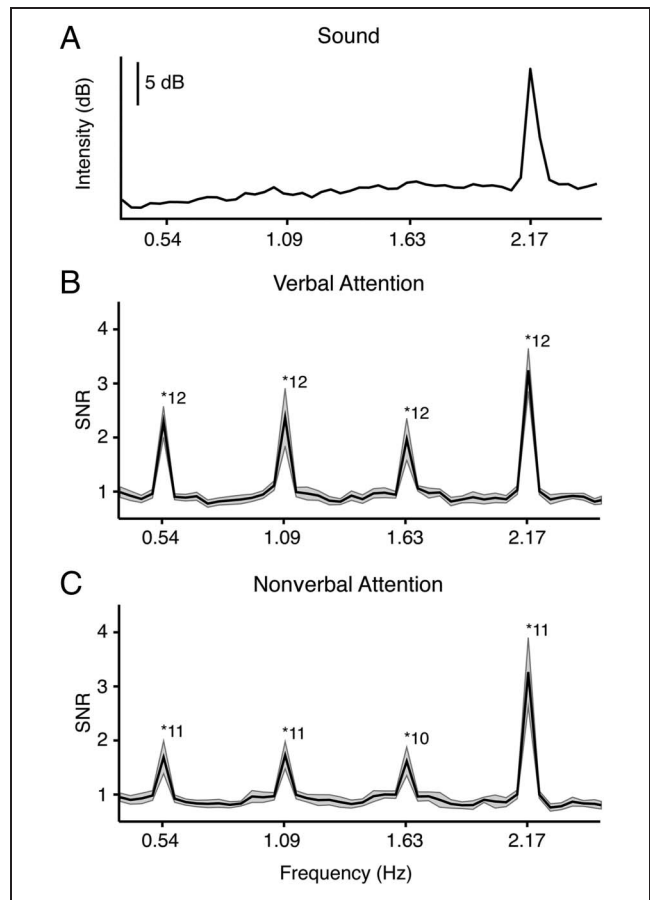 A
Sound
5 dB
Intensity (dB)
0.54 1.09 1.63 2.17
B
Verbal Attention
4
3
2
1
SNR
*12 *12 *12 *12
0.54 1.09 1.63 2.17
C
Nonverbal Attention
4
3
2
1
SNR
*11 *11 *10 *11
0.54 1.09 1.63 2.17
Frequency (Hz)